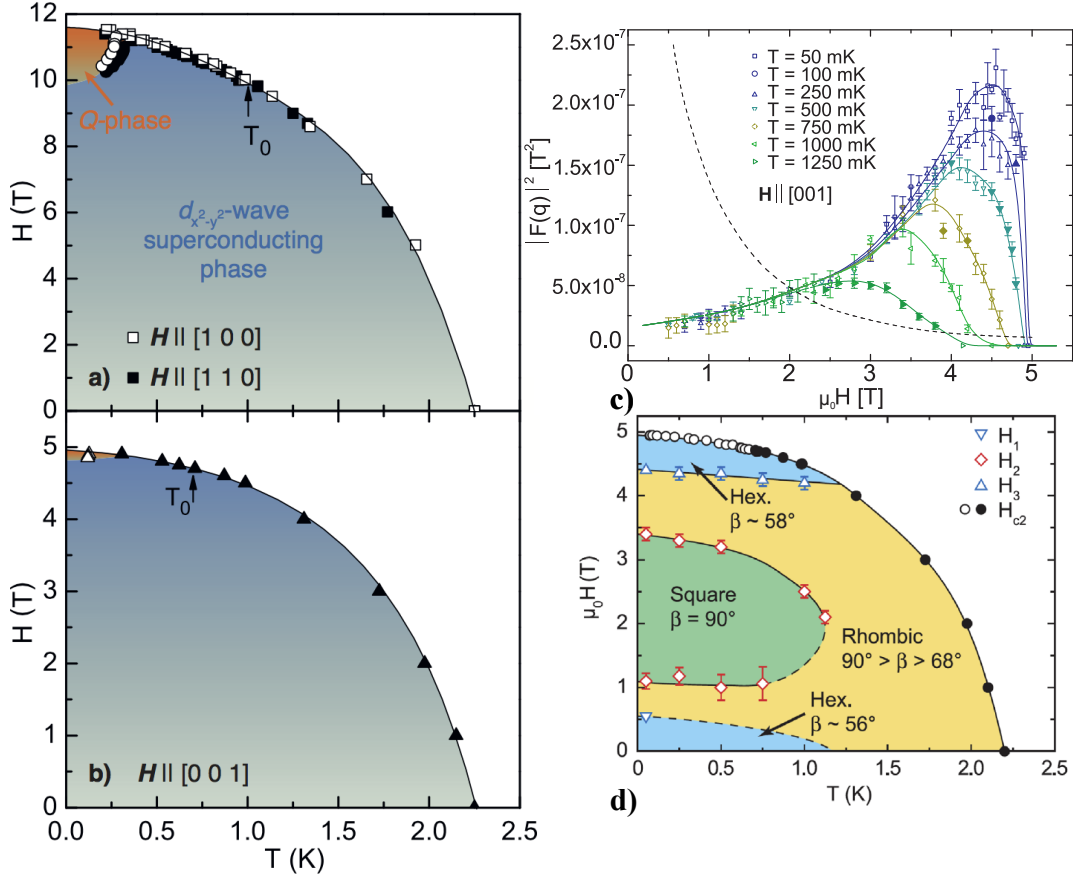 12
10
8
6
4
2
0
H (T)
Q-phase
T₀
d_x²-y²-wave
superconducting
phase
H || [1 0 0]
H || [1 1 0]
a)
5
4
3
2
1
0
H (T)
T₀
b) H || [0 0 1]
0.0 0.5 1.0 1.5 2.0 2.5
T (K)
2.5x10⁻⁷
2.0x10⁻⁷
1.5x10⁻⁷
1.0x10⁻⁷
5.0x10⁻⁸
0.0
|F(q)|² [T²]
T = 50 mK
T = 100 mK
T = 250 mK
T = 500 mK
T = 750 mK
T = 1000 mK
T = 1250 mK
H || [001]
0 1 2 3 4 5
c) μ₀H [T]
5
4
3
2
1
0
μ₀H (T)
H₁
H₂
H₃
H_c2
Hex.
β ~ 58°
Square
β = 90°
Rhombic
90° > β > 68°
Hex.
β ~ 56°
0 0.5 1.0 1.5 2.0 2.5
d) T (K)